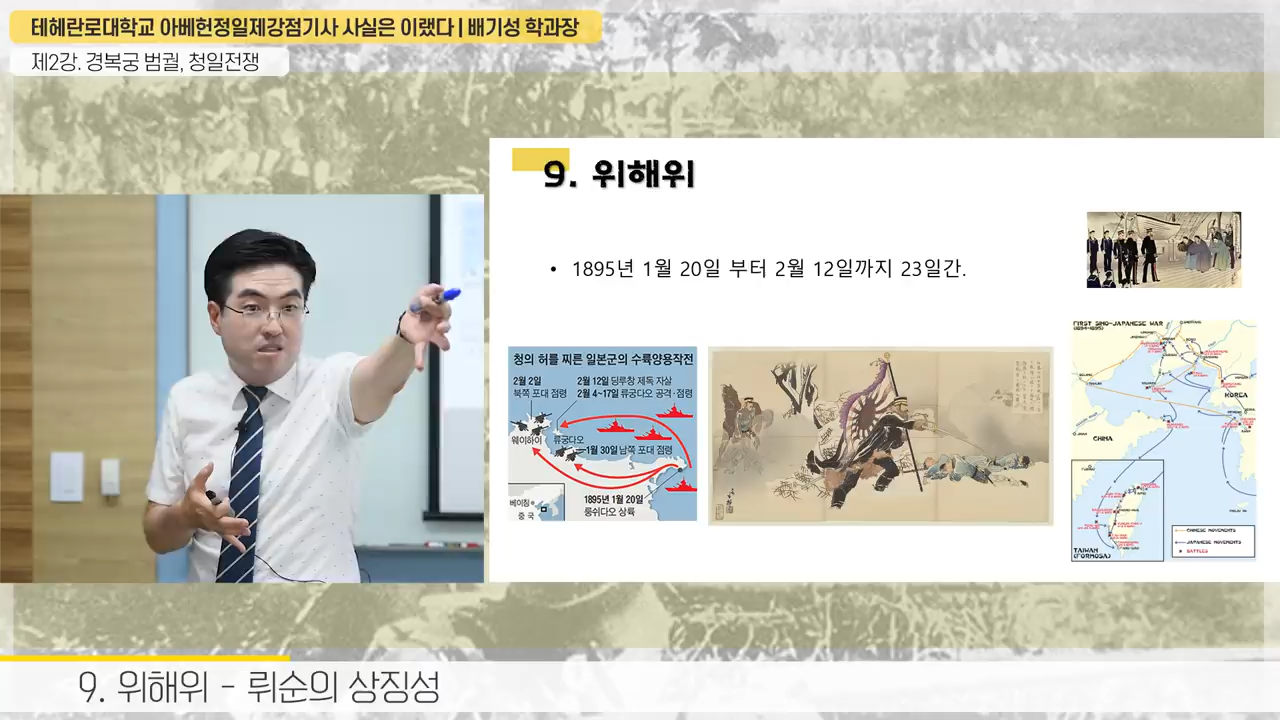 테헤란로대학교 아베헌정일제강점기사 사실은 이랬다 | 배기성 학과장
제2강. 경복궁 범궐, 청일전쟁
9. 위해위
• 1895년 1월 20일 부터 2월 12일까지 23일간.
청의 허를 찌른 일본군의 수륙양용작전
2월 2일
북쪽 포대 점령
2월 12일 딩루창 제독 자살
2월 4~17일 류궁다오 공격·점령
웨이하이
류궁다오
1월 30일 남쪽 포대 점령
베이징
중 국
1895년 1월 20일
룽쉬다오 상륙
FIRST SINO-JAPANESE WAR
(1894-1895)
KOREA
CHINA
TAIWAN
(FORMOSA)
CHINESE MOVEMENTS
JAPANESE MOVEMENTS
BATTLES
9. 위해위 - 뤼순의 상징성